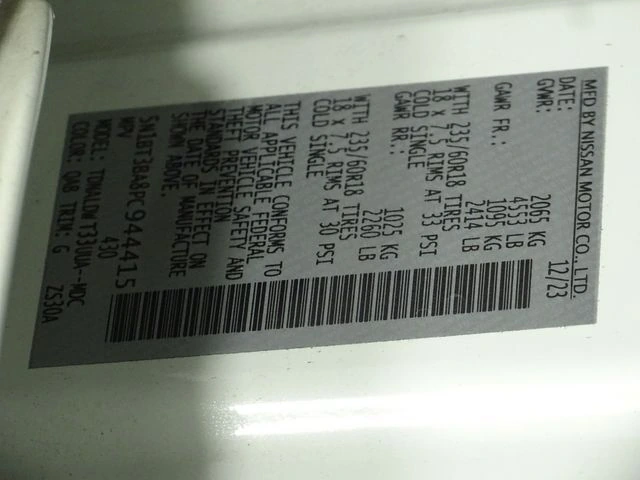 MFD BY NISSAN MOTOR CO., LTD.
DATE: 12/23
GVWR: 2065 KG
4553 LB
GAWR FR: 1095 KG
2414 LB
WITH 235/60R18 TIRES
18 X 7.5 RIMS AT 33 PSI
COLD SINGLE
GAWR RR: 1025 KG
2260 LB
WITH 235/60R18 TIRES
18 X 7.5 RIMS AT 30 PSI
COLD SINGLE
THIS VEHICLE CONFORMS TO
ALL APPLICABLE FEDERAL
MOTOR VEHICLE SAFETY AND
THEFT PREVENTION
STANDARDS IN EFFECT ON
THE DATE OF MANUFACTURE
SHOWN ABOVE.
5N1BT3BA8PC944415
MPV 430
MODEL: T33NUA--MDC
COLOR: QAB TRIM: G ZS30A